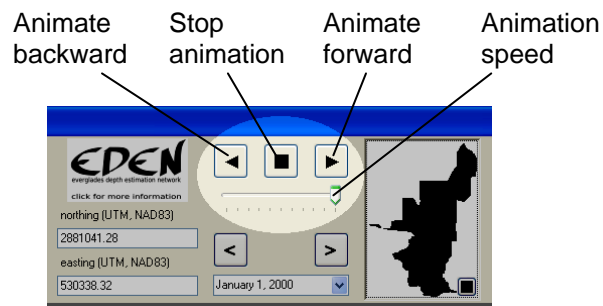 Animate backward
Stop animation
Animate forward
Animation speed
EDEN
everglades depth estimation network
click for more information
northing (UTM, NAD83)
2881041.28
easting (UTM, NAD83)
530338.32
<
>
January 1, 2000